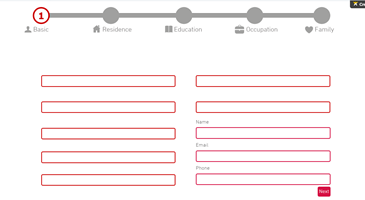 1
Basic
Residence
Education
Occupation
Family
Name
Email
Phone
Next